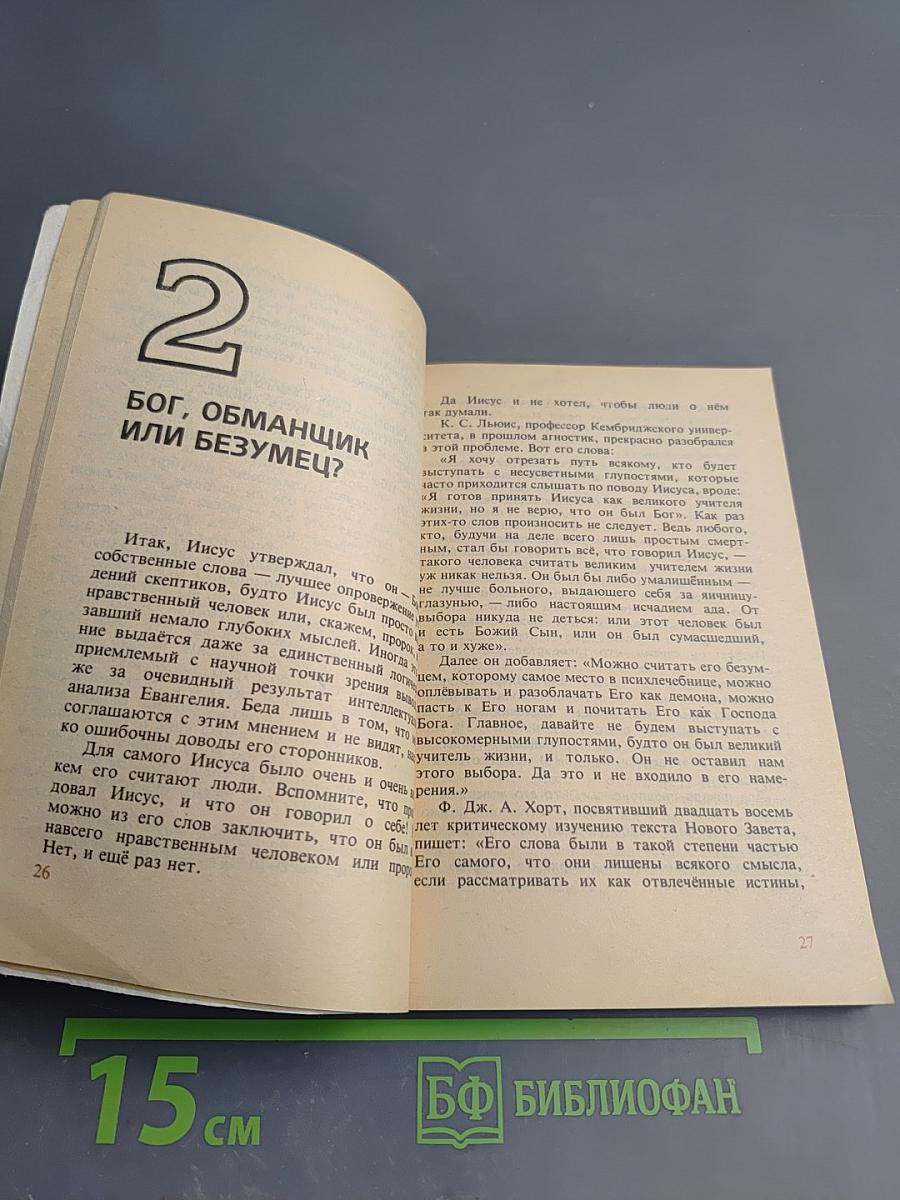 2
БОГ, ОБМАНЩИК
ИЛИ БЕЗУМЕЦ?
Итак, Иисус утверждал, что он —
собственные слова — лучшее опровержение
дений скептиков, будто Иисус был просто
нравственный человек или, скажем, пророк,
завший немало глубоких мыслей. Иногда
ние выдаётся даже за единственный
приемлемый с научной точки зрения
же за очевидный результат
анализа Евангелия. Беда лишь в том, что
соглашаются с этим мнением и не видят,
ко ошибочны доводы его сторонников.
Для самого Иисуса было очень и очень
кем его считают люди. Вспомните, что
довал Иисус, и что он говорил о себе!
можно из его слов заключить, что он был
навсего нравственным человеком или
Нет, и ещё раз нет.
26
Да Иисус и не хотел, чтобы люди о нём
так думали.
К. С. Льюис, профессор Кембриджского универ-
ситета, в прошлом агностик, прекрасно разобрался
в этой проблеме. Вот его слова:
«Я хочу отрезать путь всякому, кто будет
выступать с несусветными глупостями, которые
часто приходится слышать по поводу Иисуса, вроде:
«Я готов принять Иисуса как великого учителя
жизни, но я не верю, что он был Бог». Как раз
этих-то слов произносить не следует. Ведь любого,
кто, будучи на деле всего лишь простым смерт-
ным, стал бы говорить всё, что говорил Иисус, —
такого человека считать великим учителем жизни
уж никак нельзя. Он был бы либо умалишённым —
не лучше больного, выдающего себя за яичницу-
глазунью, — либо настоящим исчадием ада. От
выбора никуда не деться: или этот человек был
и есть Божий Сын, или он был сумасшедший,
а то и хуже».
Далее он добавляет: «Можно считать его безум-
цем, которому самое место в психлечебнице, можно
оплёвывать и разоблачать Его как демона, можно
пасть к Его ногам и почитать Его как Господа
Бога. Главное, давайте не будем выступать с
высокомерными глупостями, будто он был великий
учитель жизни, и только. Он не оставил нам
этого выбора. Да это и не входило в его наме-
рения.»
Ф. Дж. А. Хорт, посвятивший двадцать восемь
лет критическому изучению текста Нового Завета,
пишет: «Его слова были в такой степени частью
Его самого, что они лишены всякого смысла,
если рассматривать их как отвлечённые истины,
27
15 см
БФ БИБЛИОФАН